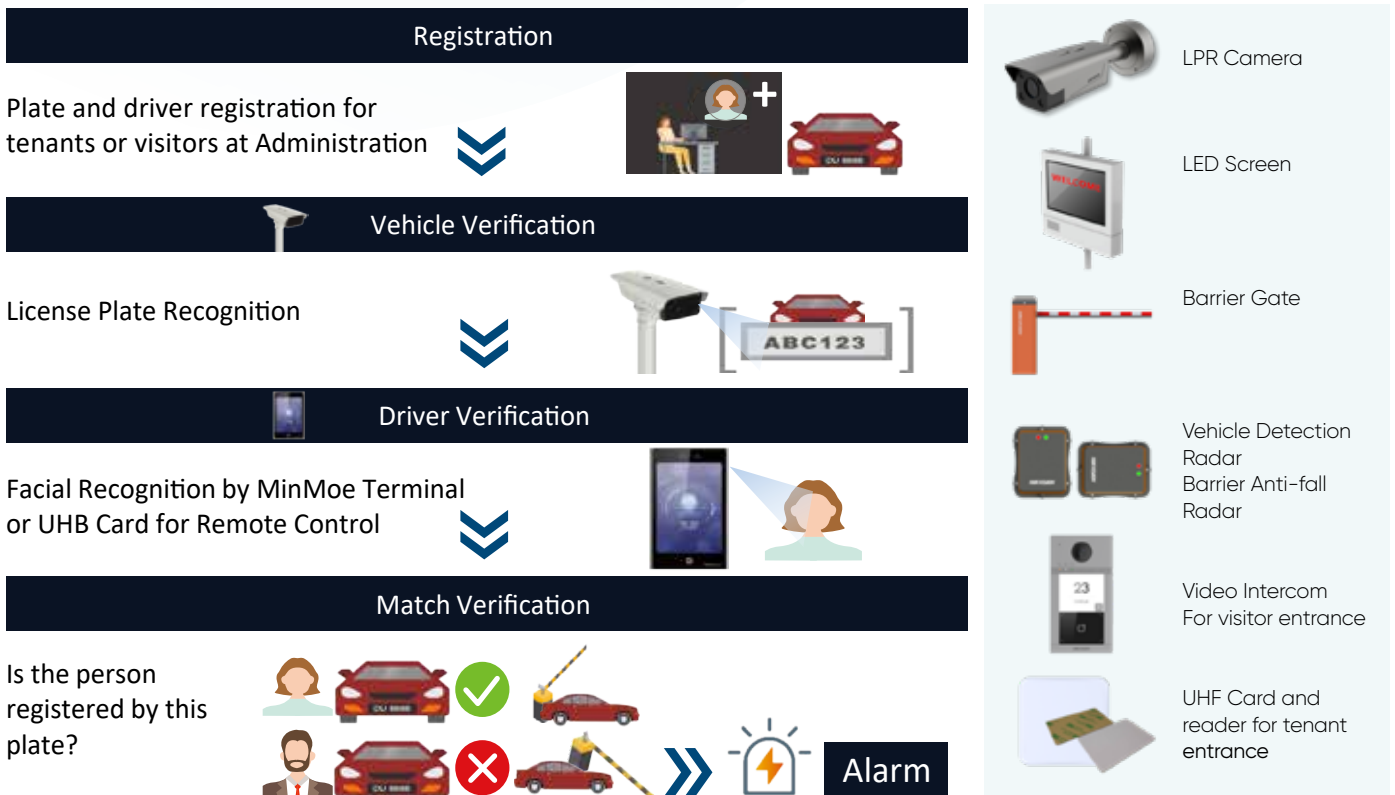 Registration
Plate and driver registration for
tenants or visitors at Administration
Vehicle Verification
License Plate Recognition
ABC123
Driver Verification
Facial Recognition by MinMoe Terminal
or UHB Card for Remote Control
Match Verification
Is the person
registered by this
plate?
Alarm
LPR Camera
WELCOME
LED Screen
Barrier Gate
Vehicle Detection
Radar
Barrier Anti-fall
Radar
23
Video Intercom
For visitor entrance
UHF Card and
reader for tenant
entrance